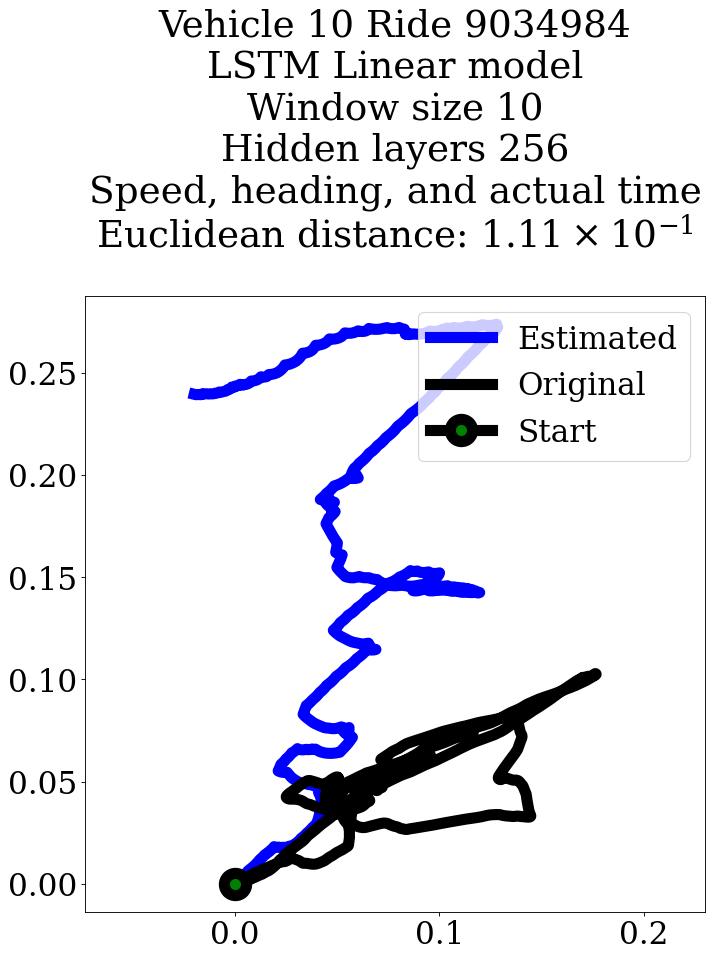 Vehicle 10 Ride 9034984
LSTM Linear model
Window size 10
Hidden layers 256
Speed, heading, and actual time
Euclidean distance: 1.11 × 10⁻¹
Estimated
Original
Start
0.25
0.20
0.15
0.10
0.05
0.00
0.0 0.1 0.2